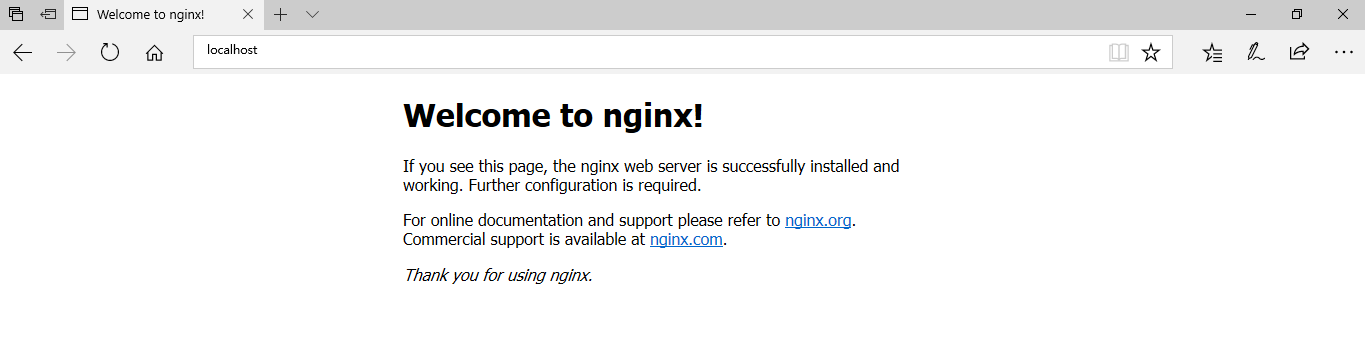 Welcome to nginx!
localhost
Welcome to nginx!
If you see this page, the nginx web server is successfully installed and
working. Further configuration is required.
For online documentation and support please refer to nginx.org.
Commercial support is available at nginx.com.
Thank you for using nginx.